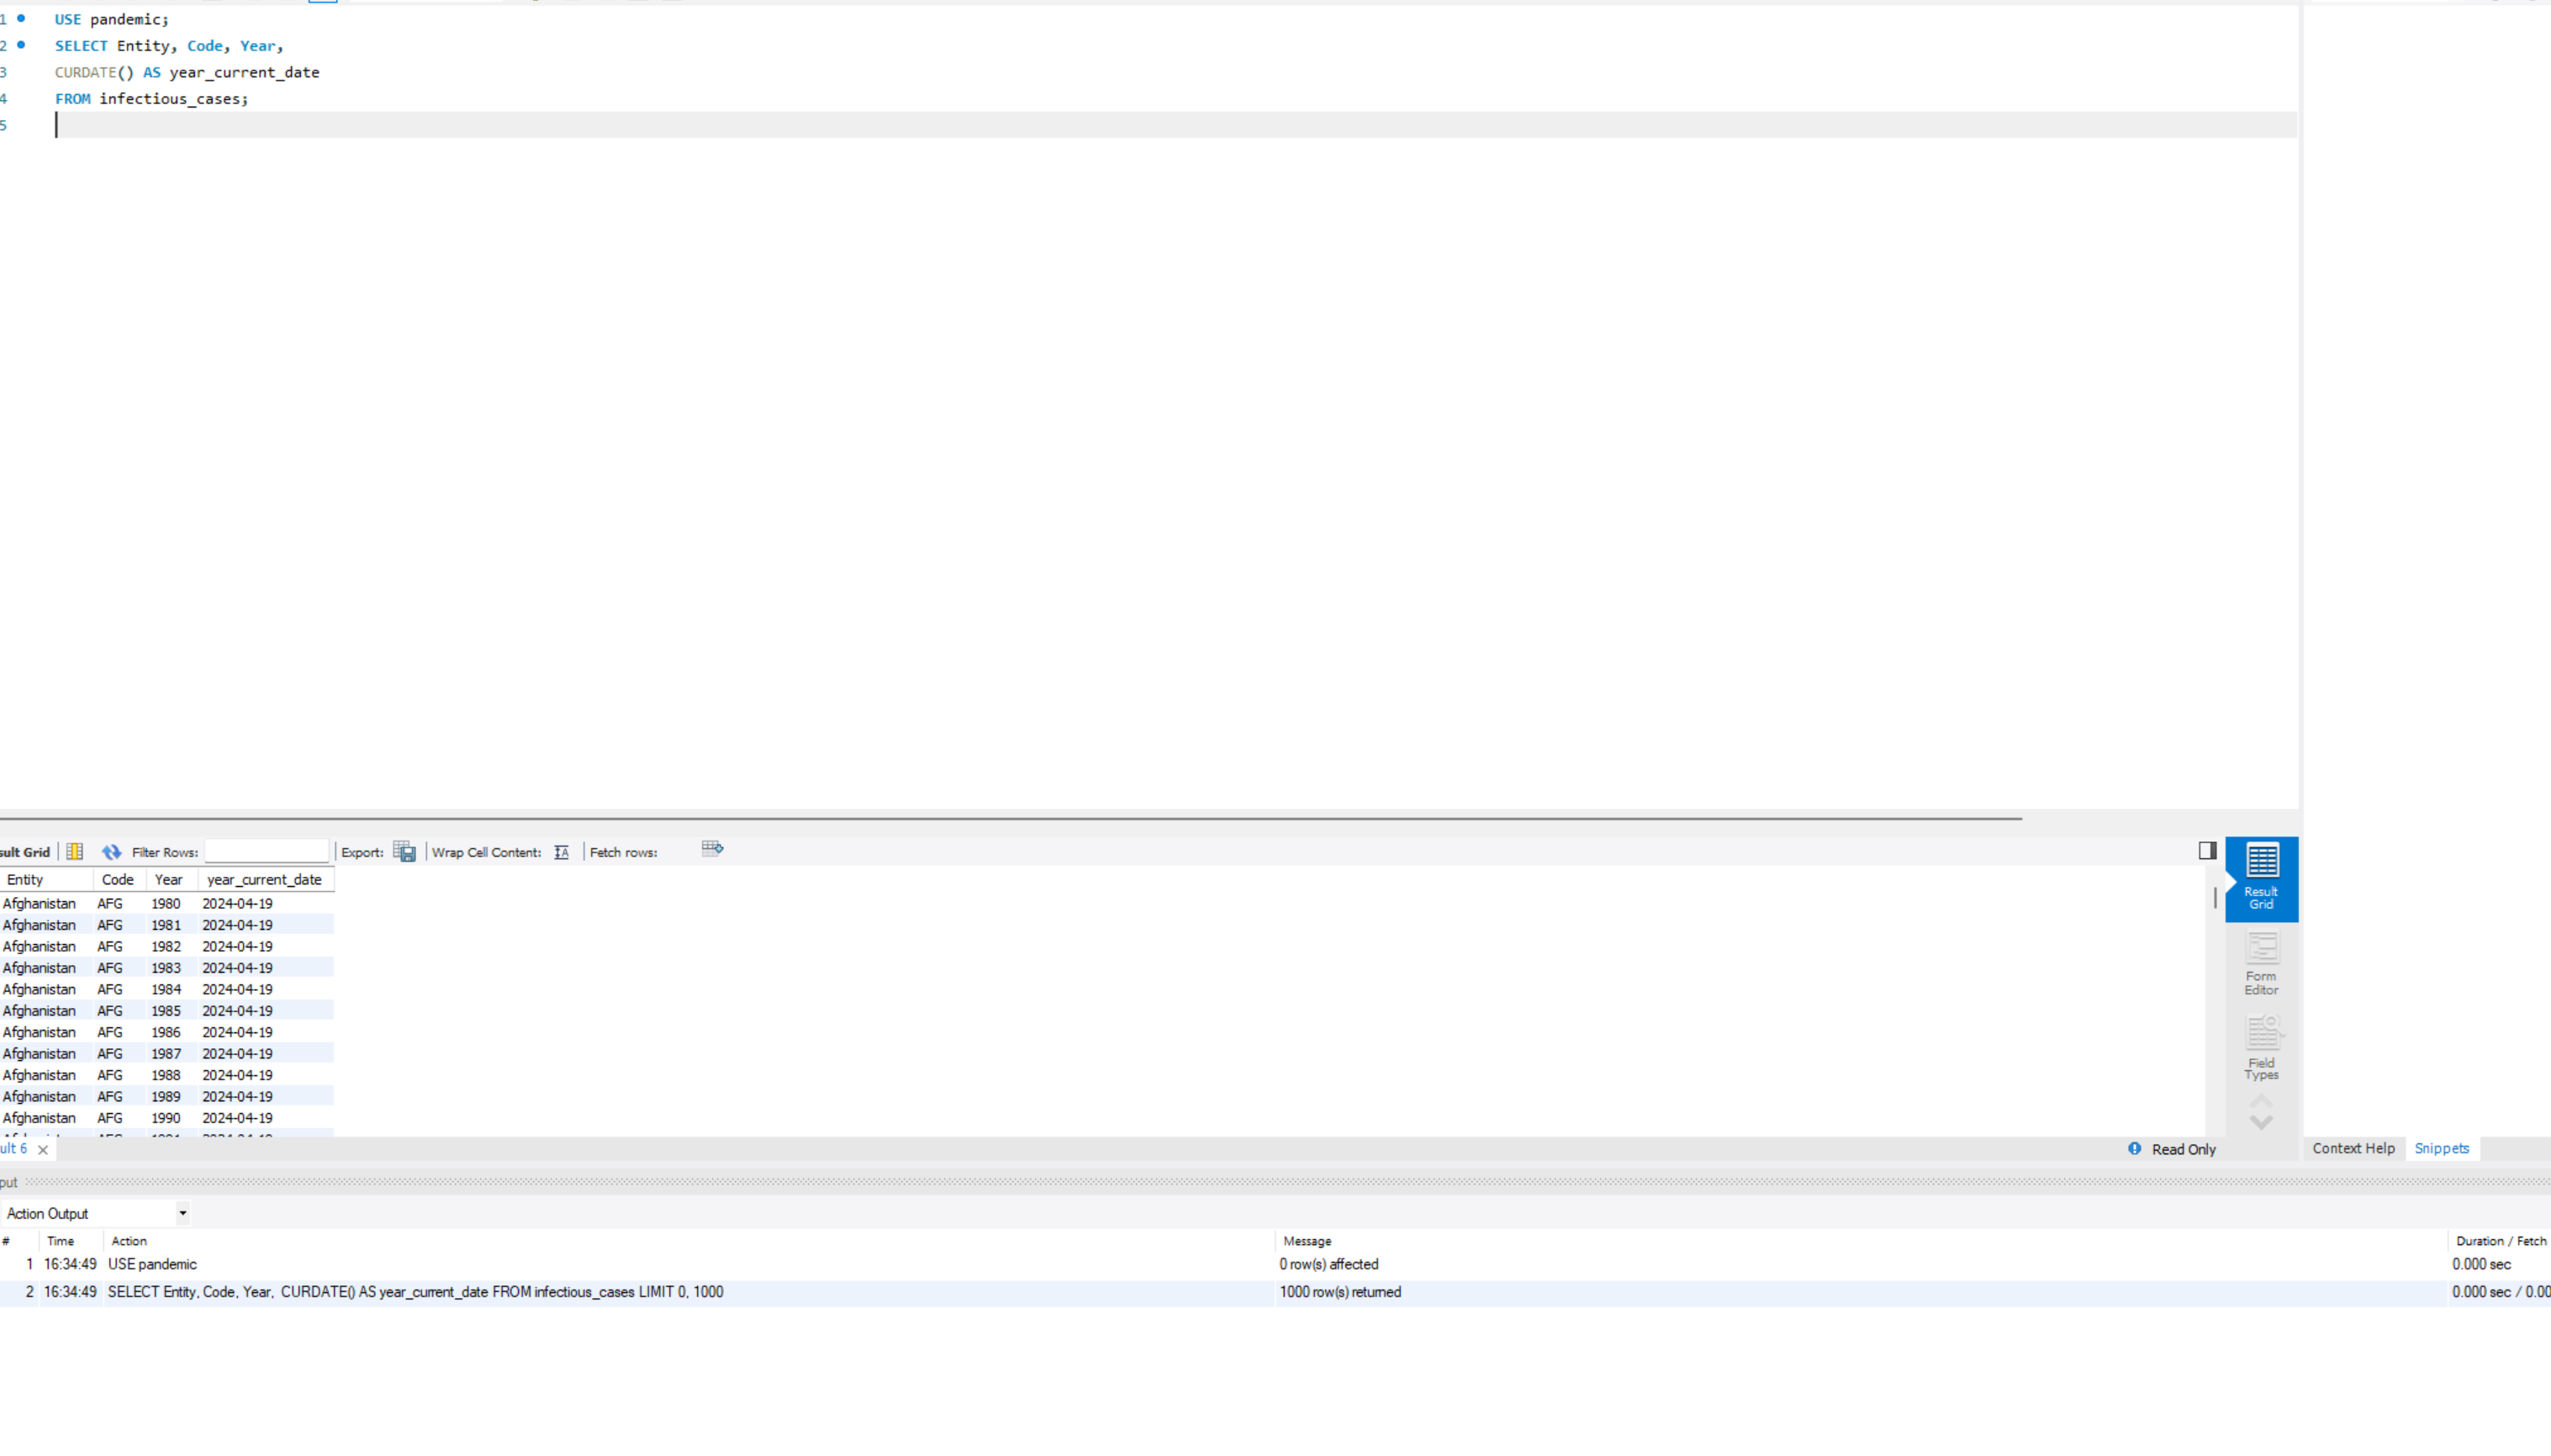 1 USE pandemic;
2 SELECT Entity, Code, Year,
3 CURDATE() AS year_current_date
4 FROM infectious_cases;
5
sult Grid Filter Rows: Export: Wrap Cell Content: Fetch rows:
Entity Code Year year_current_date
Afghanistan AFG 1980 2024-04-19
Afghanistan AFG 1981 2024-04-19
Afghanistan AFG 1982 2024-04-19
Afghanistan AFG 1983 2024-04-19
Afghanistan AFG 1984 2024-04-19
Afghanistan AFG 1985 2024-04-19
Afghanistan AFG 1986 2024-04-19
Afghanistan AFG 1987 2024-04-19
Afghanistan AFG 1988 2024-04-19
Afghanistan AFG 1989 2024-04-19
Afghanistan AFG 1990 2024-04-19
Result
Grid
Form
Editor
Field
Types
ult 6 Read Only Context Help Snippets
put
Action Output
# Time Action Message Duration / Fetch
1 16:34:49 USE pandemic 0 row(s) affected 0.000 sec
2 16:34:49 SELECT Entity, Code, Year, CURDATE() AS year_current_date FROM infectious_cases LIMIT 0, 1000 1000 row(s) returned 0.000 sec / 0.00